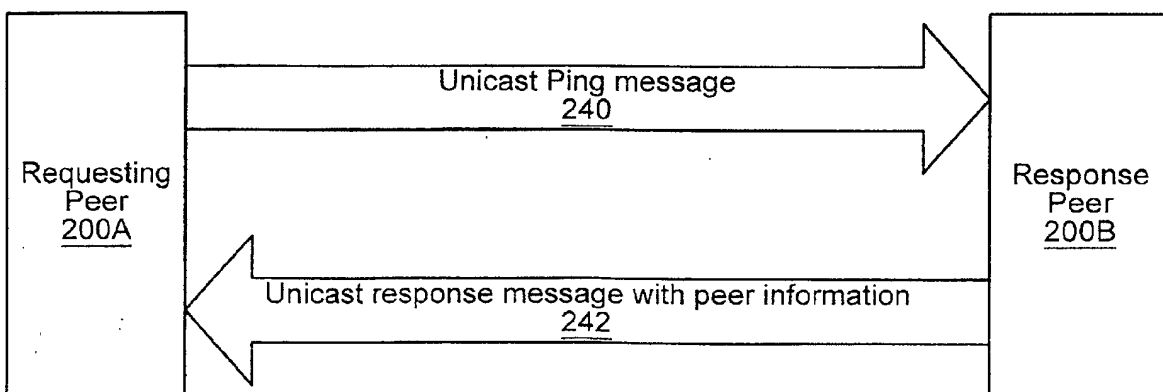 Unicast Ping message
240
Requesting
Peer
200A
Response
Peer
200B
Unicast response message with peer information
242